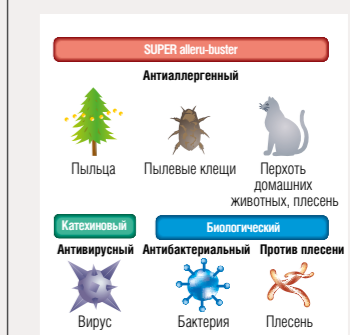 SUPER alleru-buster
Антиаллергенный
Пыльца
Пылевые клещи
Перхоть
домашних
животных, плесень
Катехиновый
Биологический
Антивирусный
Антибактериальный
Против плесени
Вирус
Бактерия
Плесень